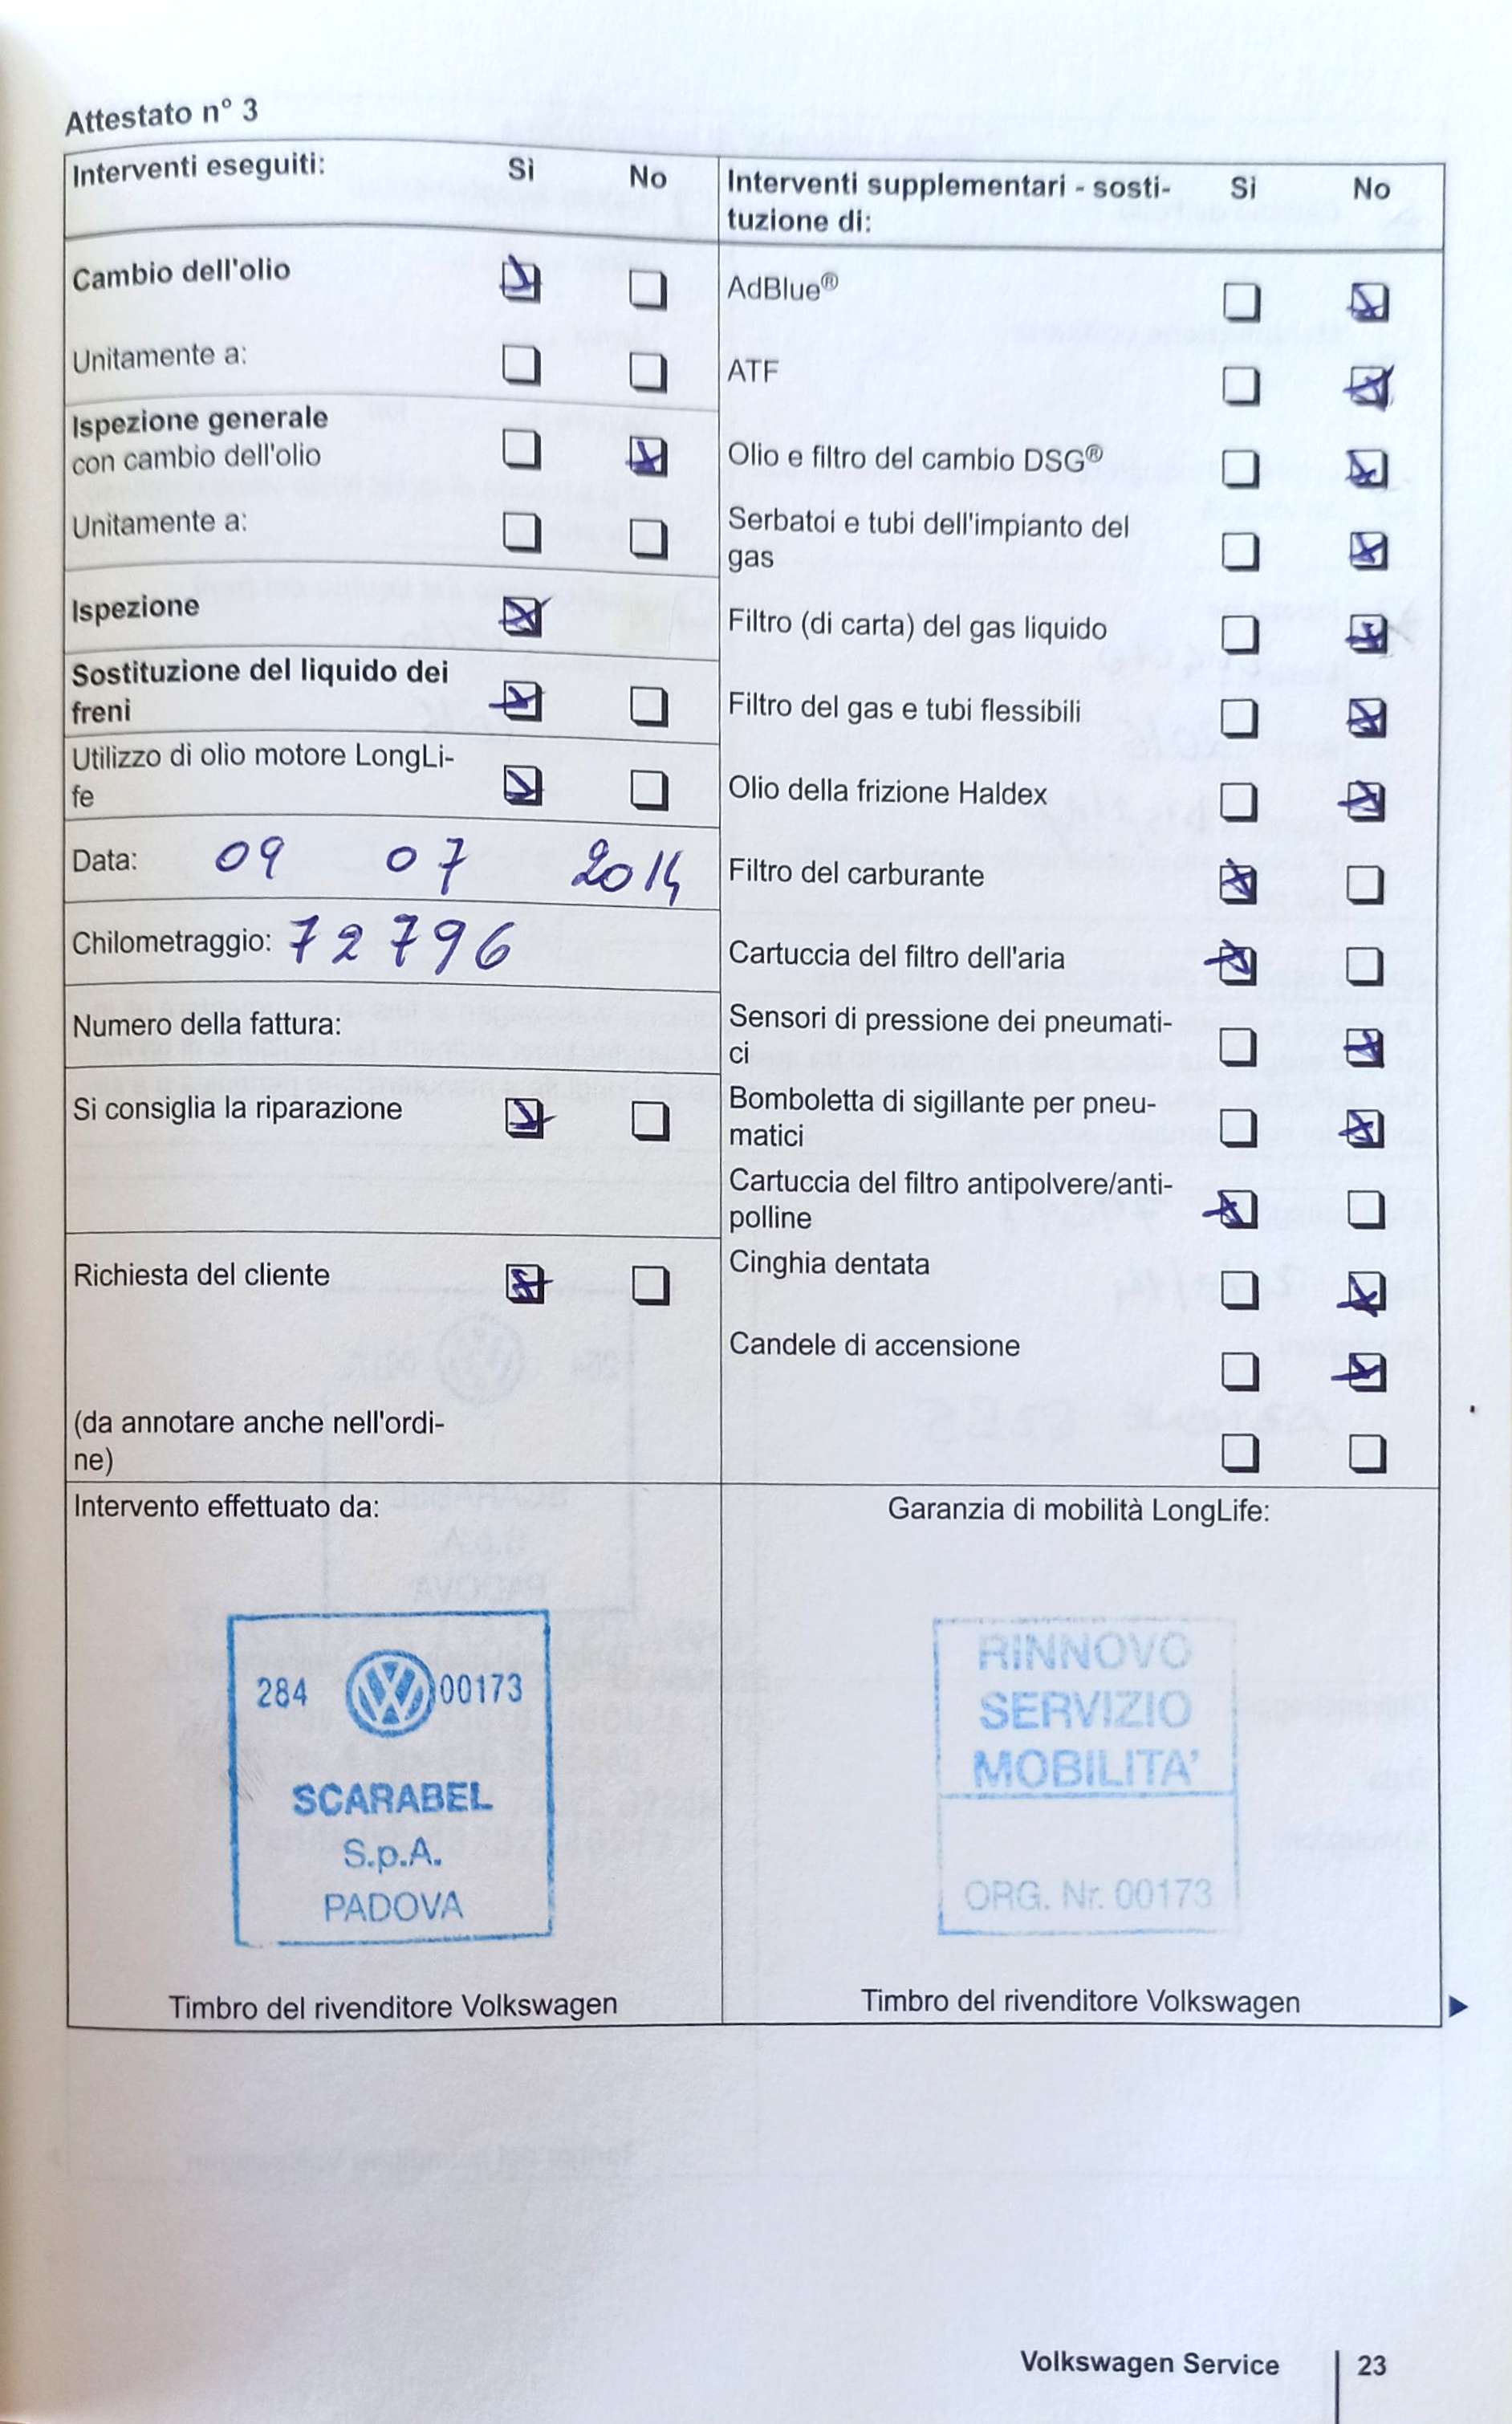 Attestato n° 3
Interventi eseguiti: Sì No
Cambio dell'olio
Unitamente a:
Ispezione generale
con cambio dell'olio
Unitamente a:
Ispezione
Sostituzione del liquido dei
freni
Utilizzo di olio motore LongLi-
fe
Data: 09 07 2014
Chilometraggio: 72796
Numero della fattura:
Si consiglia la riparazione
Richiesta del cliente
(da annotare anche nell'ordi-
ne)
Interventi supplementari - sosti- Sì No
tuzione di:
AdBlue®
ATF
Olio e filtro del cambio DSG®
Serbatoi e tubi dell'impianto del
gas
Filtro (di carta) del gas liquido
Filtro del gas e tubi flessibili
Olio della frizione Haldex
Filtro del carburante
Cartuccia del filtro dell'aria
Sensori di pressione dei pneumati-
ci
Bomboletta di sigillante per pneu-
matici
Cartuccia del filtro antipolvere/anti-
polline
Cinghia dentata
Candele di accensione
Intervento effettuato da:
284 00173
SCARABEL
S.p.A.
PADOVA
Timbro del rivenditore Volkswagen
Garanzia di mobilità LongLife:
RINNOVO
SERVIZIO
MOBILITA'
ORG. Nr. 00173
Timbro del rivenditore Volkswagen
Volkswagen Service 23